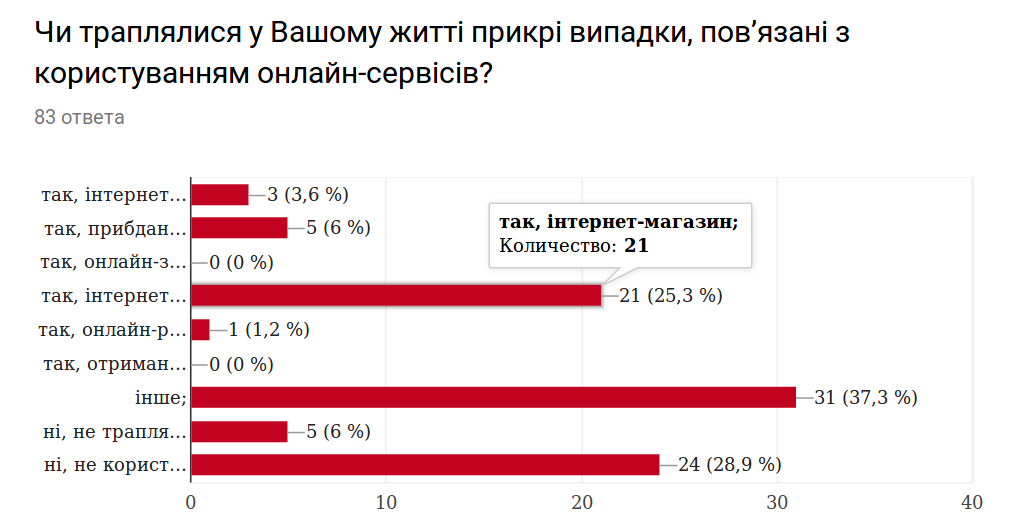 Чи траплялися у Вашому житті прикрі випадки, пов’язані з
користуванням онлайн-сервісів?
83 ответа
так, інтернет... 3 (3,6 %)
так, прибдан... 5 (6 %)
так, онлайн-з... 0 (0 %)
так, інтернет-магазин;
Количество: 21
так, інтернет... 21 (25,3 %)
так, онлайн-р... 1 (1,2 %)
так, отриман... 0 (0 %)
інше; 31 (37,3 %)
ні, не трапля... 5 (6 %)
ні, не корист... 24 (28,9 %)
0 10 20 30 40